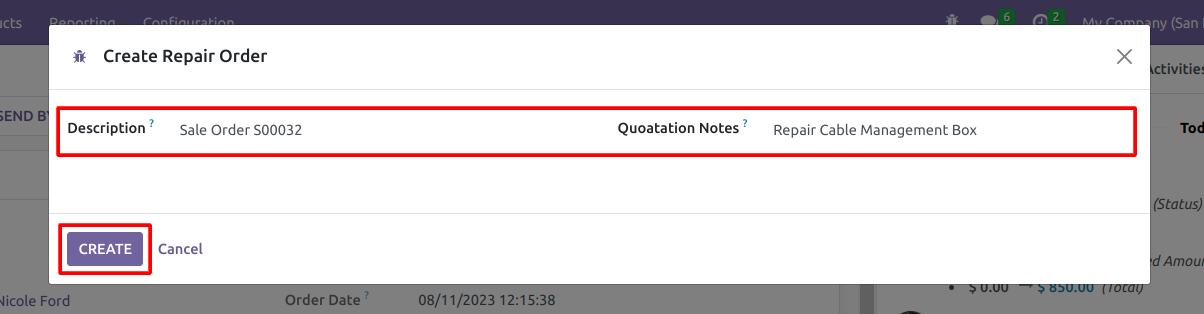 ucts Reporting Configuration 6 2 My Company (San
Create Repair Order
Activities
SEND BY
Description ? Sale Order S00032 Quoatation Notes ? Repair Cable Management Box
Tod
(Status)
CREATE Cancel
ed Amou
$ 0.00 → $ 850.00 (Total)
Nicole Ford Order Date ? 08/11/2023 12:15:38